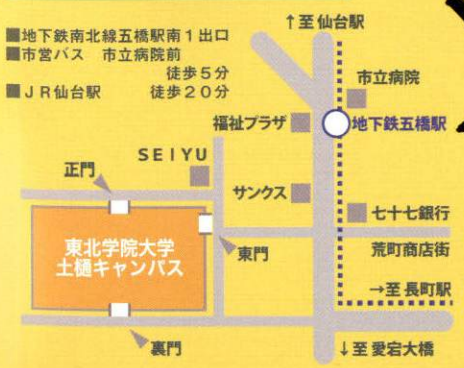 ■地下鉄南北線五橋駅南1出口
■市営バス 市立病院前
徒歩5分
■JR仙台駅 徒歩20分
↑至仙台駅
市立病院
福祉プラザ
地下鉄五橋駅
SEIYU
正門
サンクス
七十七銀行
東北学院大学
土樋キャンパス
東門
荒町商店街
→至長町駅
裏門
↓至愛宕大橋